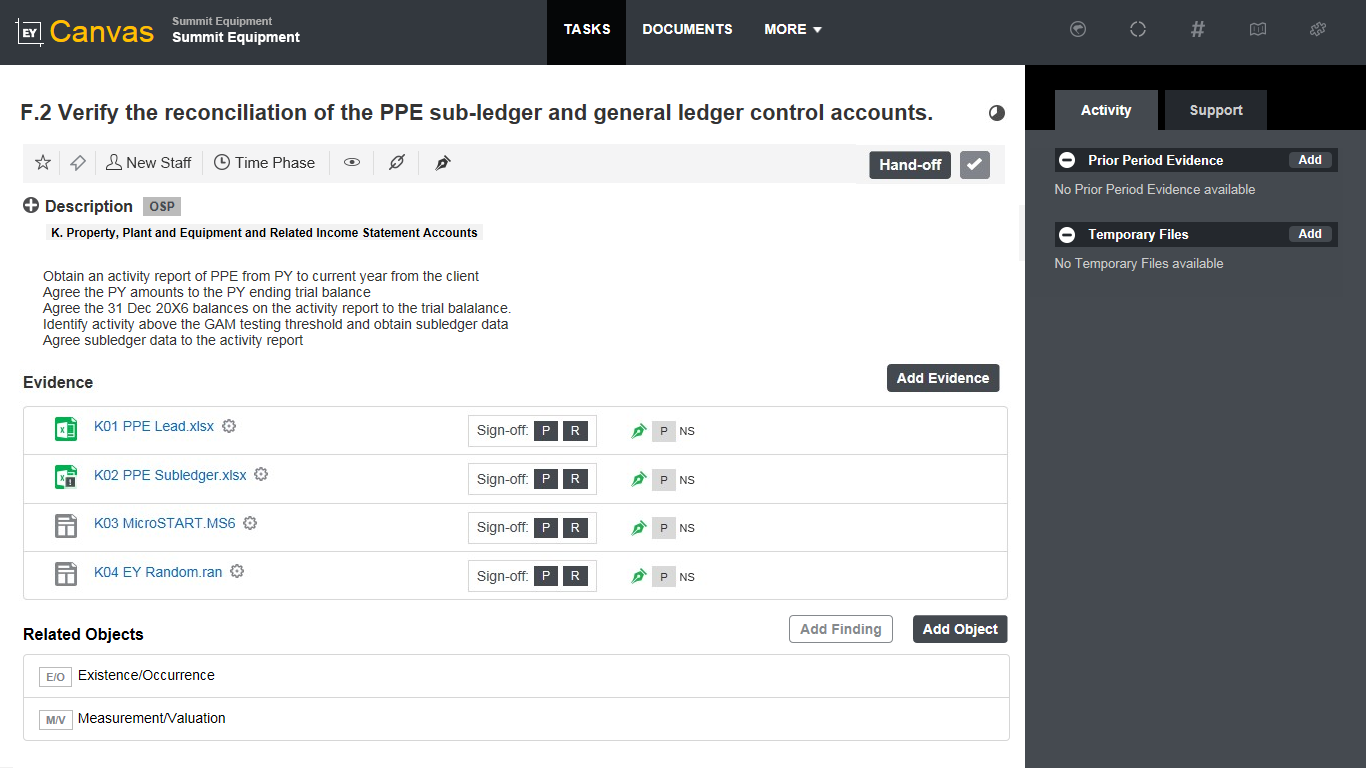 EY Canvas
Summit Equipment
Summit Equipment
TASKS
DOCUMENTS
MORE
#
F.2 Verify the reconciliation of the PPE sub-ledger and general ledger control accounts.
New Staff
Time Phase
Hand-off
Description OSP
K. Property, Plant and Equipment and Related Income Statement Accounts
Obtain an activity report of PPE from PY to current year from the client
Agree the PY amounts to the PY ending trial balance
Agree the 31 Dec 20X6 balances on the activity report to the trial balalance.
Identify activity above the GAM testing threshold and obtain subledger data
Agree subledger data to the activity report
Evidence
Add Evidence
K01 PPE Lead.xlsx Sign-off: P R P NS
K02 PPE Subledger.xlsx Sign-off: P R P NS
K03 MicroSTART.MS6 Sign-off: P R P NS
K04 EY Random.ran Sign-off: P R P NS
Related Objects
Add Finding
Add Object
E/O Existence/Occurrence
M/V Measurement/Valuation
Activity
Support
Prior Period Evidence Add
No Prior Period Evidence available
Temporary Files Add
No Temporary Files available